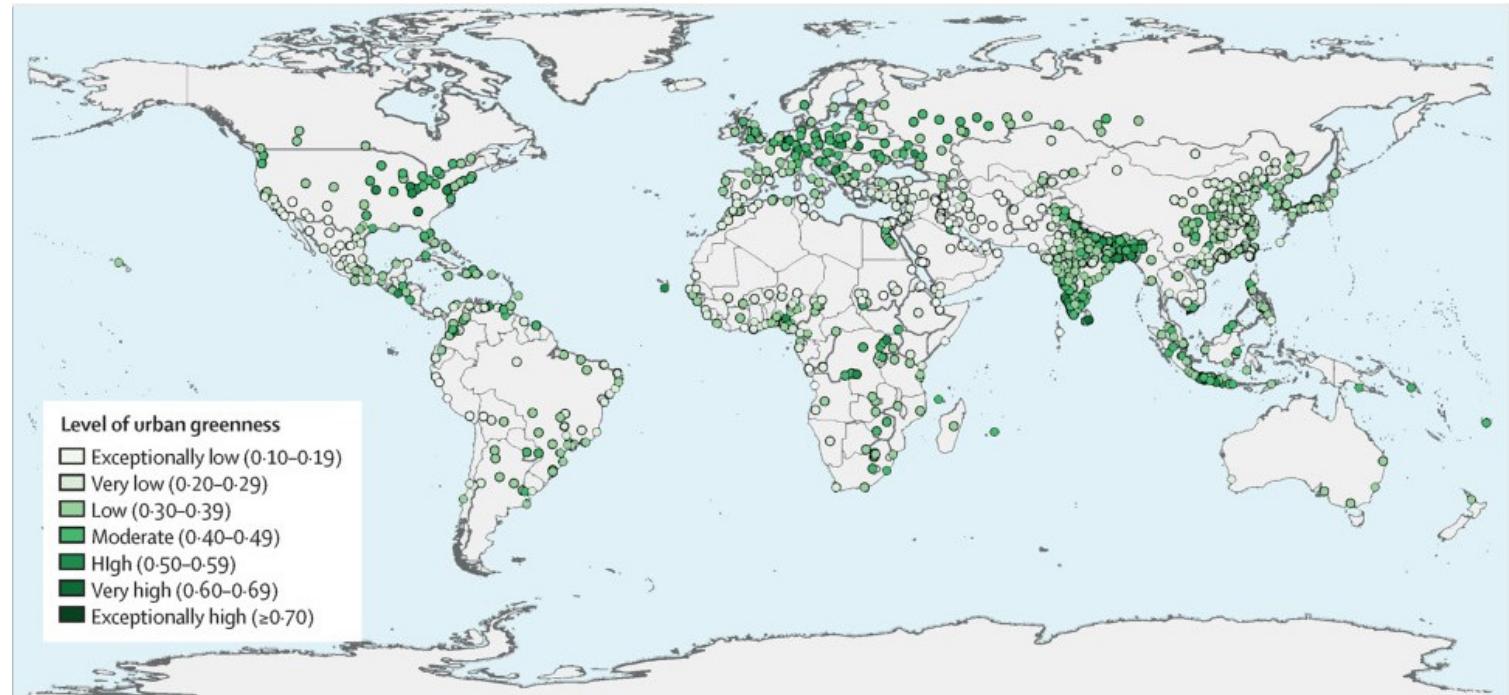 Level of urban greenness
Exceptionally low (0·10–0·19)
Very low (0·20–0·29)
Low (0·30–0·39)
Moderate (0·40–0·49)
HIgh (0·50–0·59)
Very high (0·60–0·69)
Exceptionally high (≥0·70)